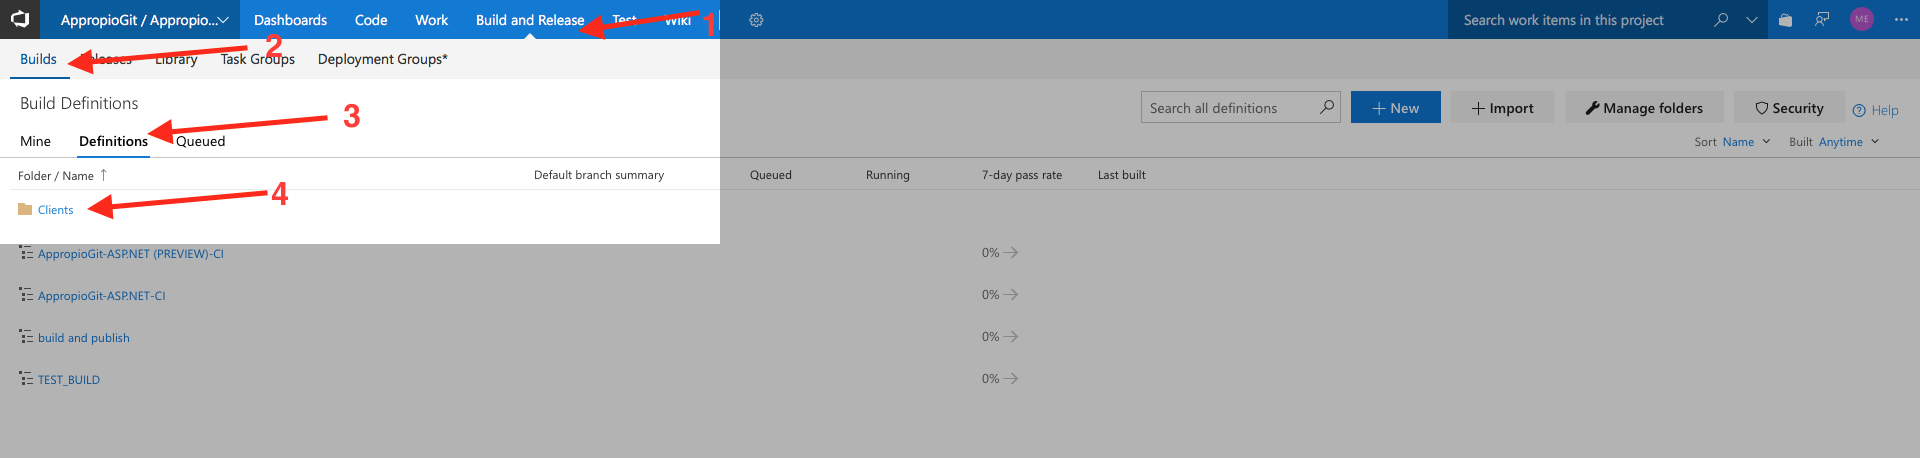 AppropioGit / Appropio... Dashboards Code Work Build and Release Test Wiki 1 Search work items in this project ME
Builds Releases Library Task Groups Deployment Groups* 2
Build Definitions 3 Search all definitions New Import Manage folders Security Help
Mine Definitions Queued Sort Name Built Anytime
Folder / Name Default branch summary Queued Running 7-day pass rate Last built
Clients 4
AppropioGit-ASP.NET (PREVIEW)-CI 0%
AppropioGit-ASP.NET-CI 0%
build and publish 0%
TEST_BUILD 0%